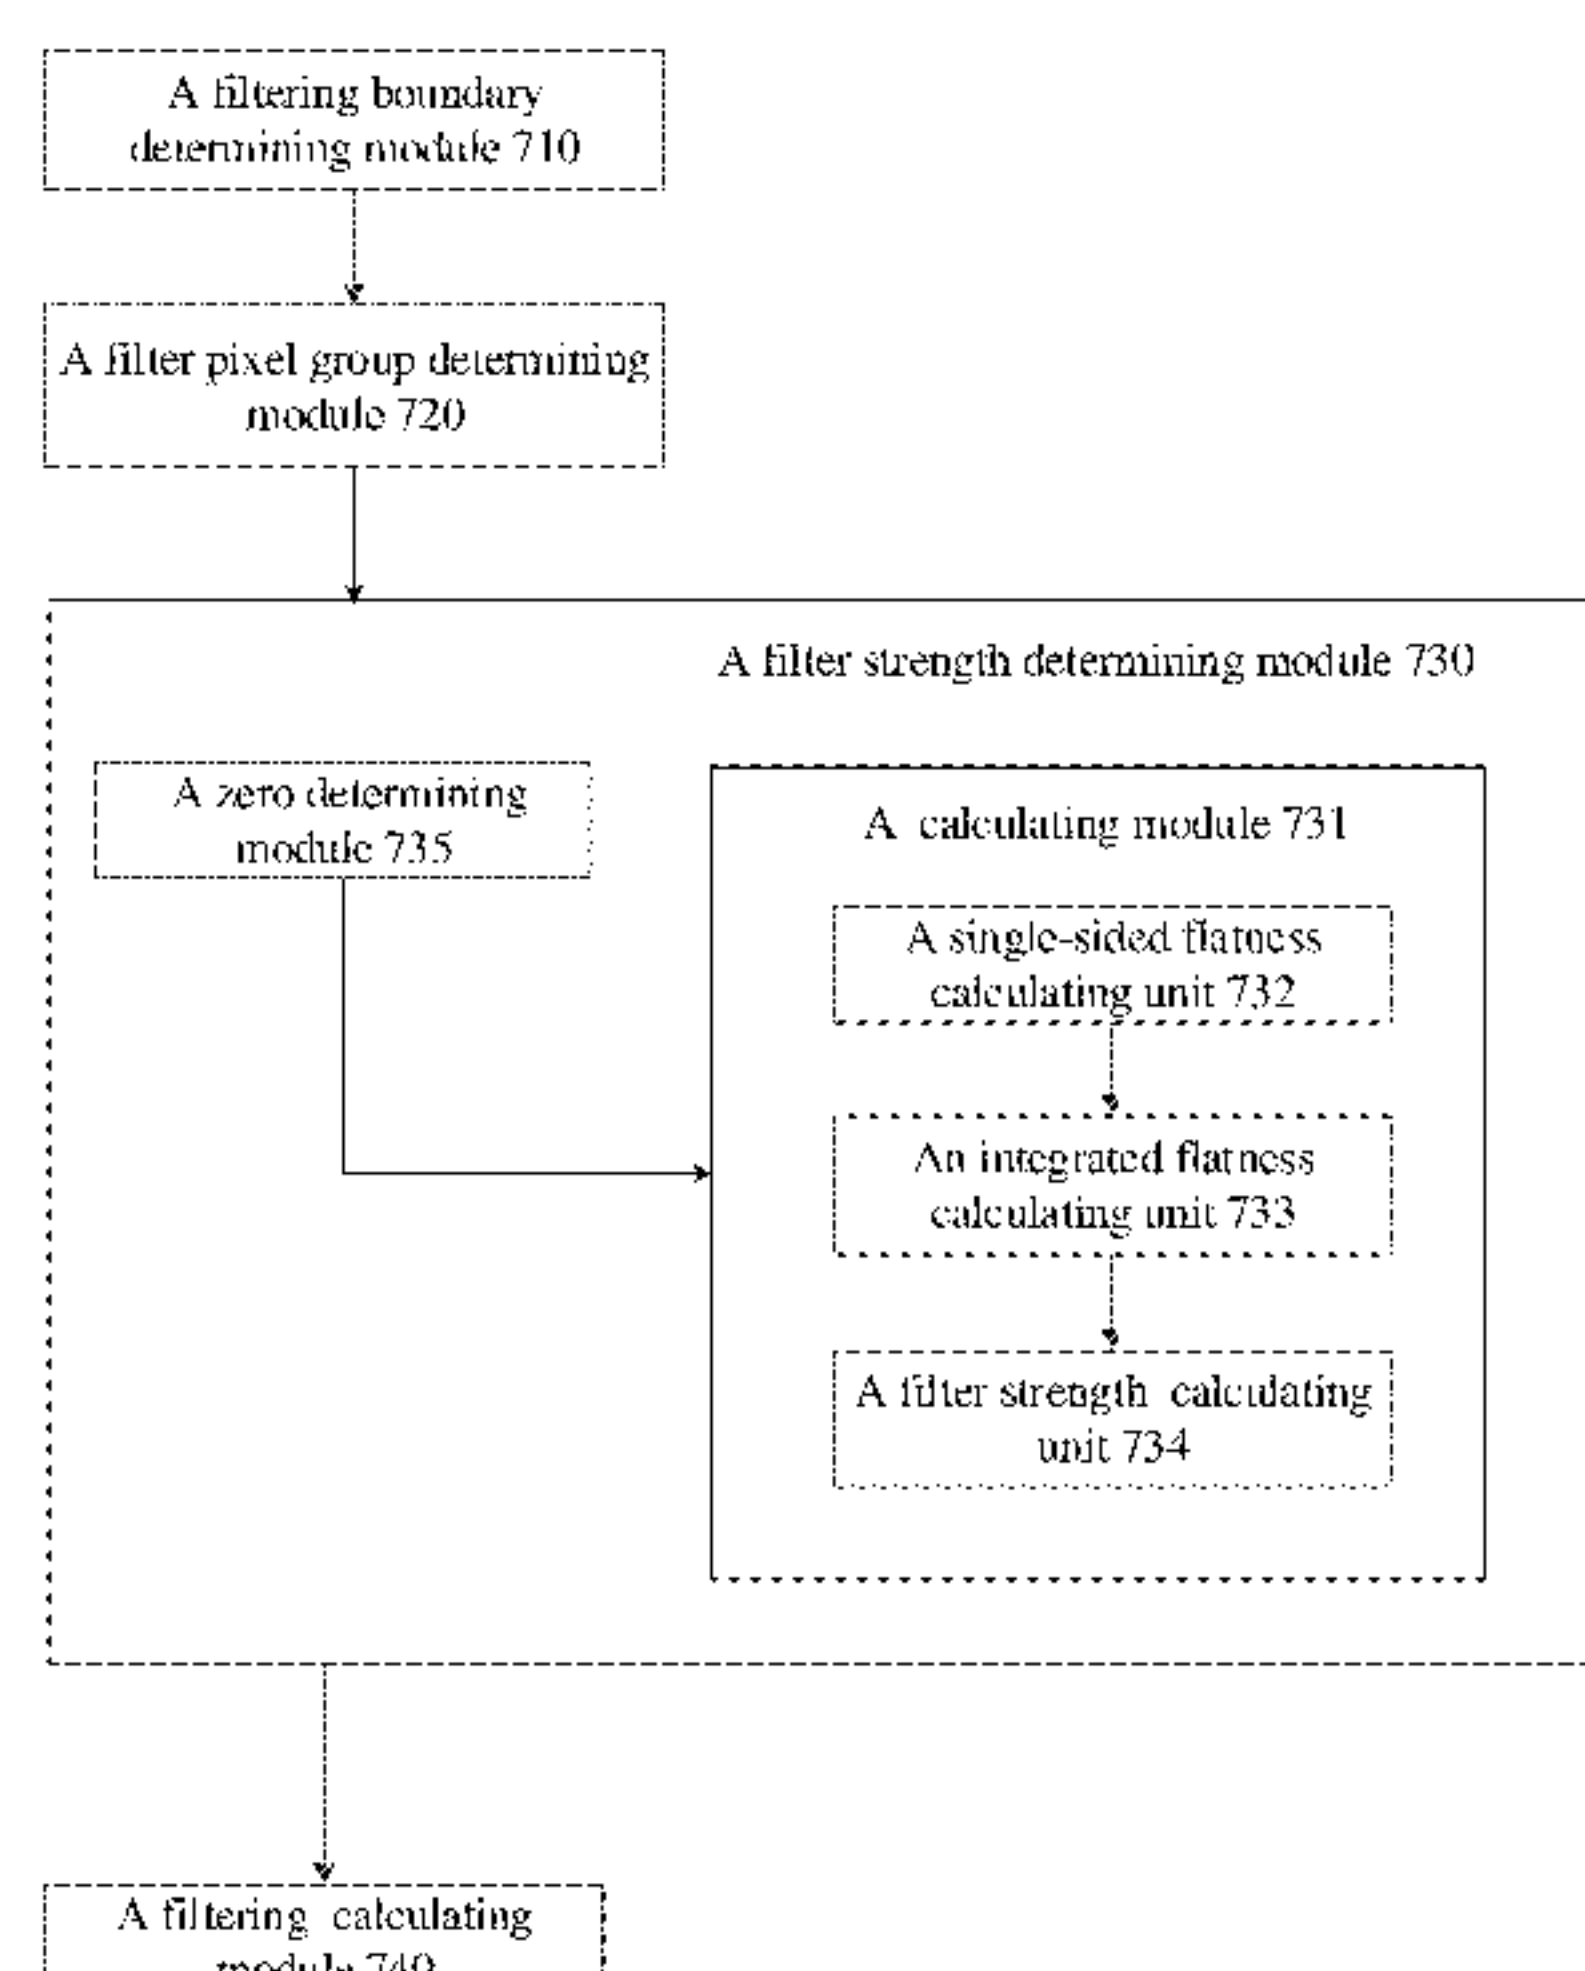 A filtering boundary
determining module 710
A filter pixel group determining
module 720
A filter strength determining module 730
A zero determining
module 735
A calculating module 731
A single-sided flatness
calculating unit 732
An integrated flatness
calculating unit 733
A filter strength calculating
unit 734
A filtering calculating
module 740